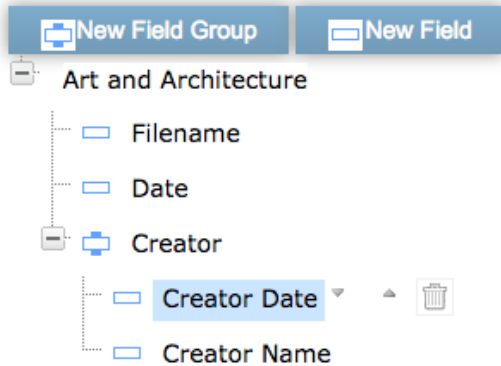 New Field Group New Field
Art and Architecture
Filename
Date
Creator
Creator Date
Creator Name